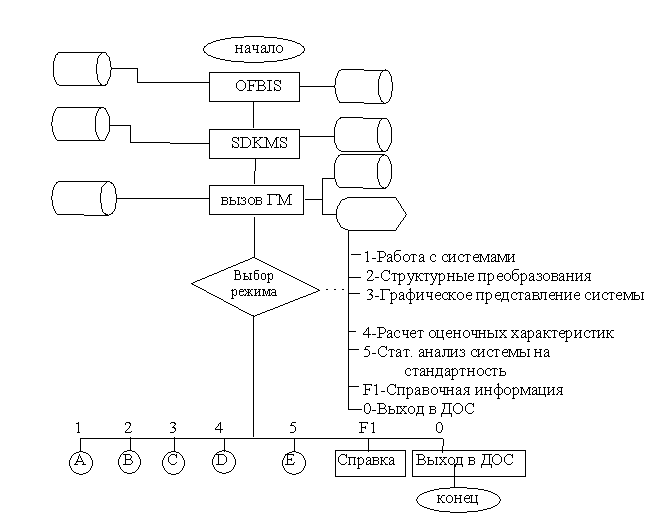 начало
OFBIS
SDKMS
вызов ГМ
Выбор
режима
1-Работа с системами
2-Структурные преобразования
3-Графическое представление системы
4-Расчет оценочных характеристик
5-Стат. анализ системы на
стандартность
F1-Справочная информация
0-Выход в ДОС
1 2 3 4 5 F1 0
A B C D E Справка Выход в ДОС
конец